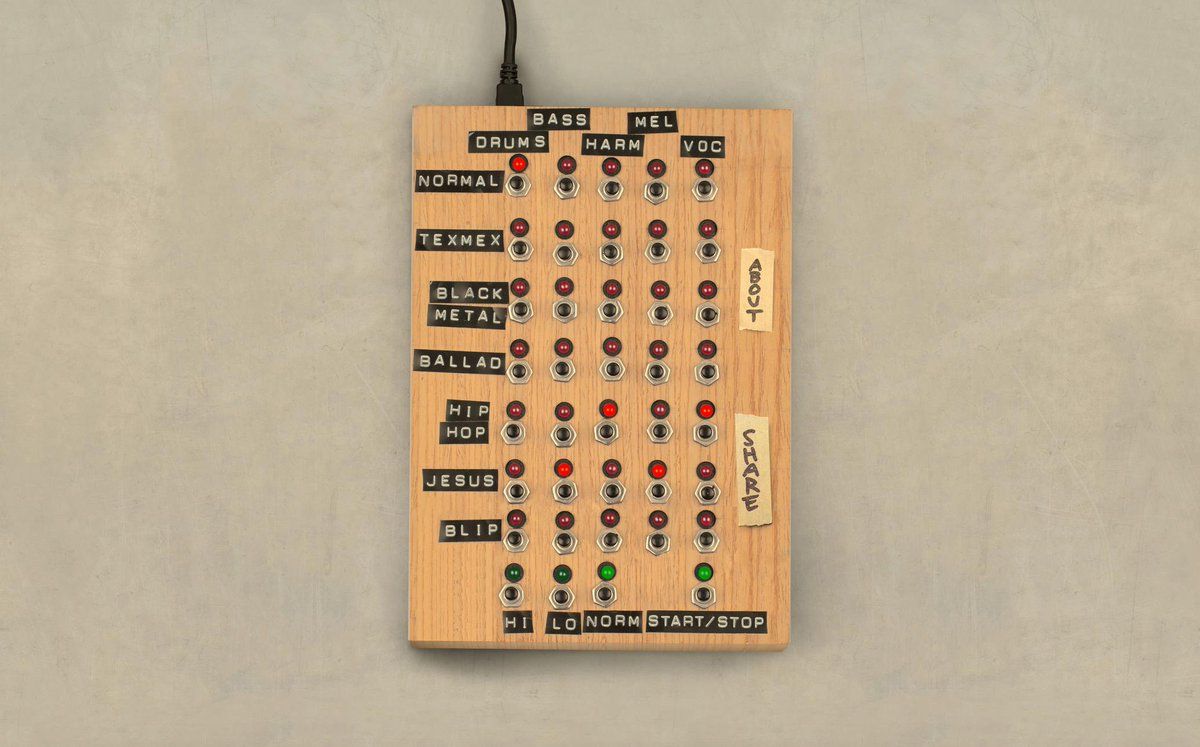 BASS
MEL
DRUMS
HARM
VOC
NORMAL
TEXMEX
BLACK
METAL
BALLAD
HIP
HOP
JESUS
BLIP
ABOUT
SHARE
HI
LO
NORM
START/STOP